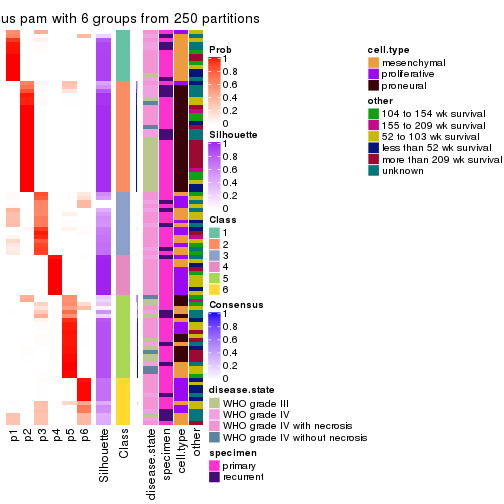 us pam with 6 groups from 250 partitions
Prob
1
0.8
0.6
0.4
0.2
0
Silhouette
1
0.8
0.6
0.4
0.2
0
Class
1
2
3
4
5
6
Consensus
1
0.8
0.6
0.4
0.2
0
disease.state
WHO grade III
WHO grade IV
WHO grade IV with necrosis
WHO grade IV without necrosis
specimen
primary
recurrent
cell.type
mesenchymal
proliferative
proneural
other
104 to 154 wk survival
155 to 209 wk survival
52 to 103 wk survival
less than 52 wk survival
more than 209 wk survival
unknown
p1
p2
p3
p4
p5
p6
Silhouette
Class
disease.state
specimen
cell.type
other